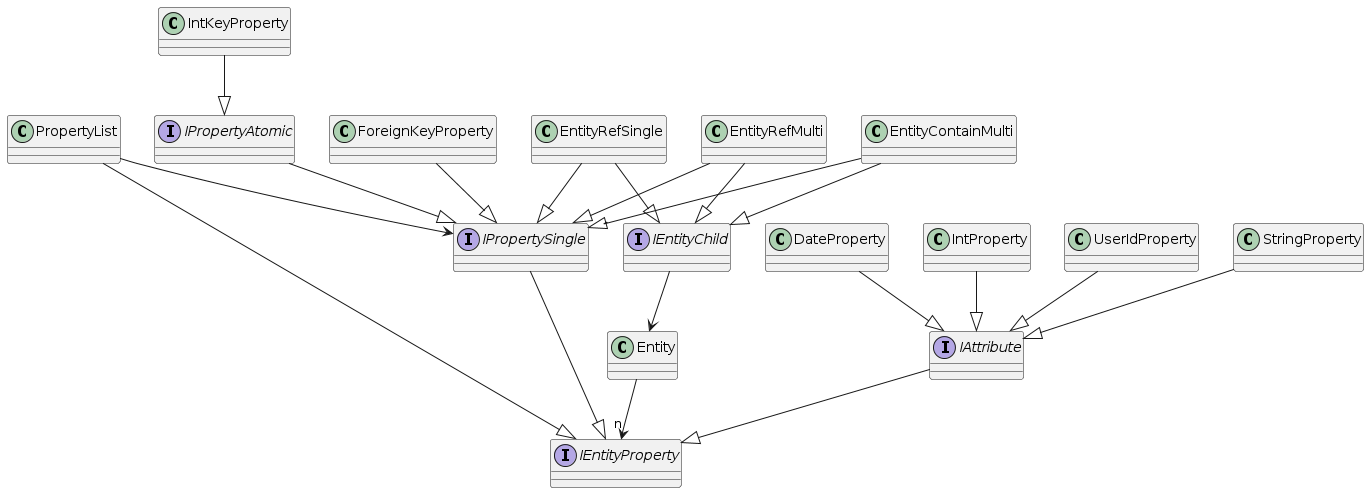 C IntKeyProperty
C PropertyList
I IPropertyAtomic
C ForeignKeyProperty
C EntityRefSingle
C EntityRefMulti
C EntityContainMulti
I IPropertySingle
I IEntityChild
C DateProperty
C IntProperty
C UserIdProperty
C StringProperty
C Entity
I IAttribute
n
I IEntityProperty